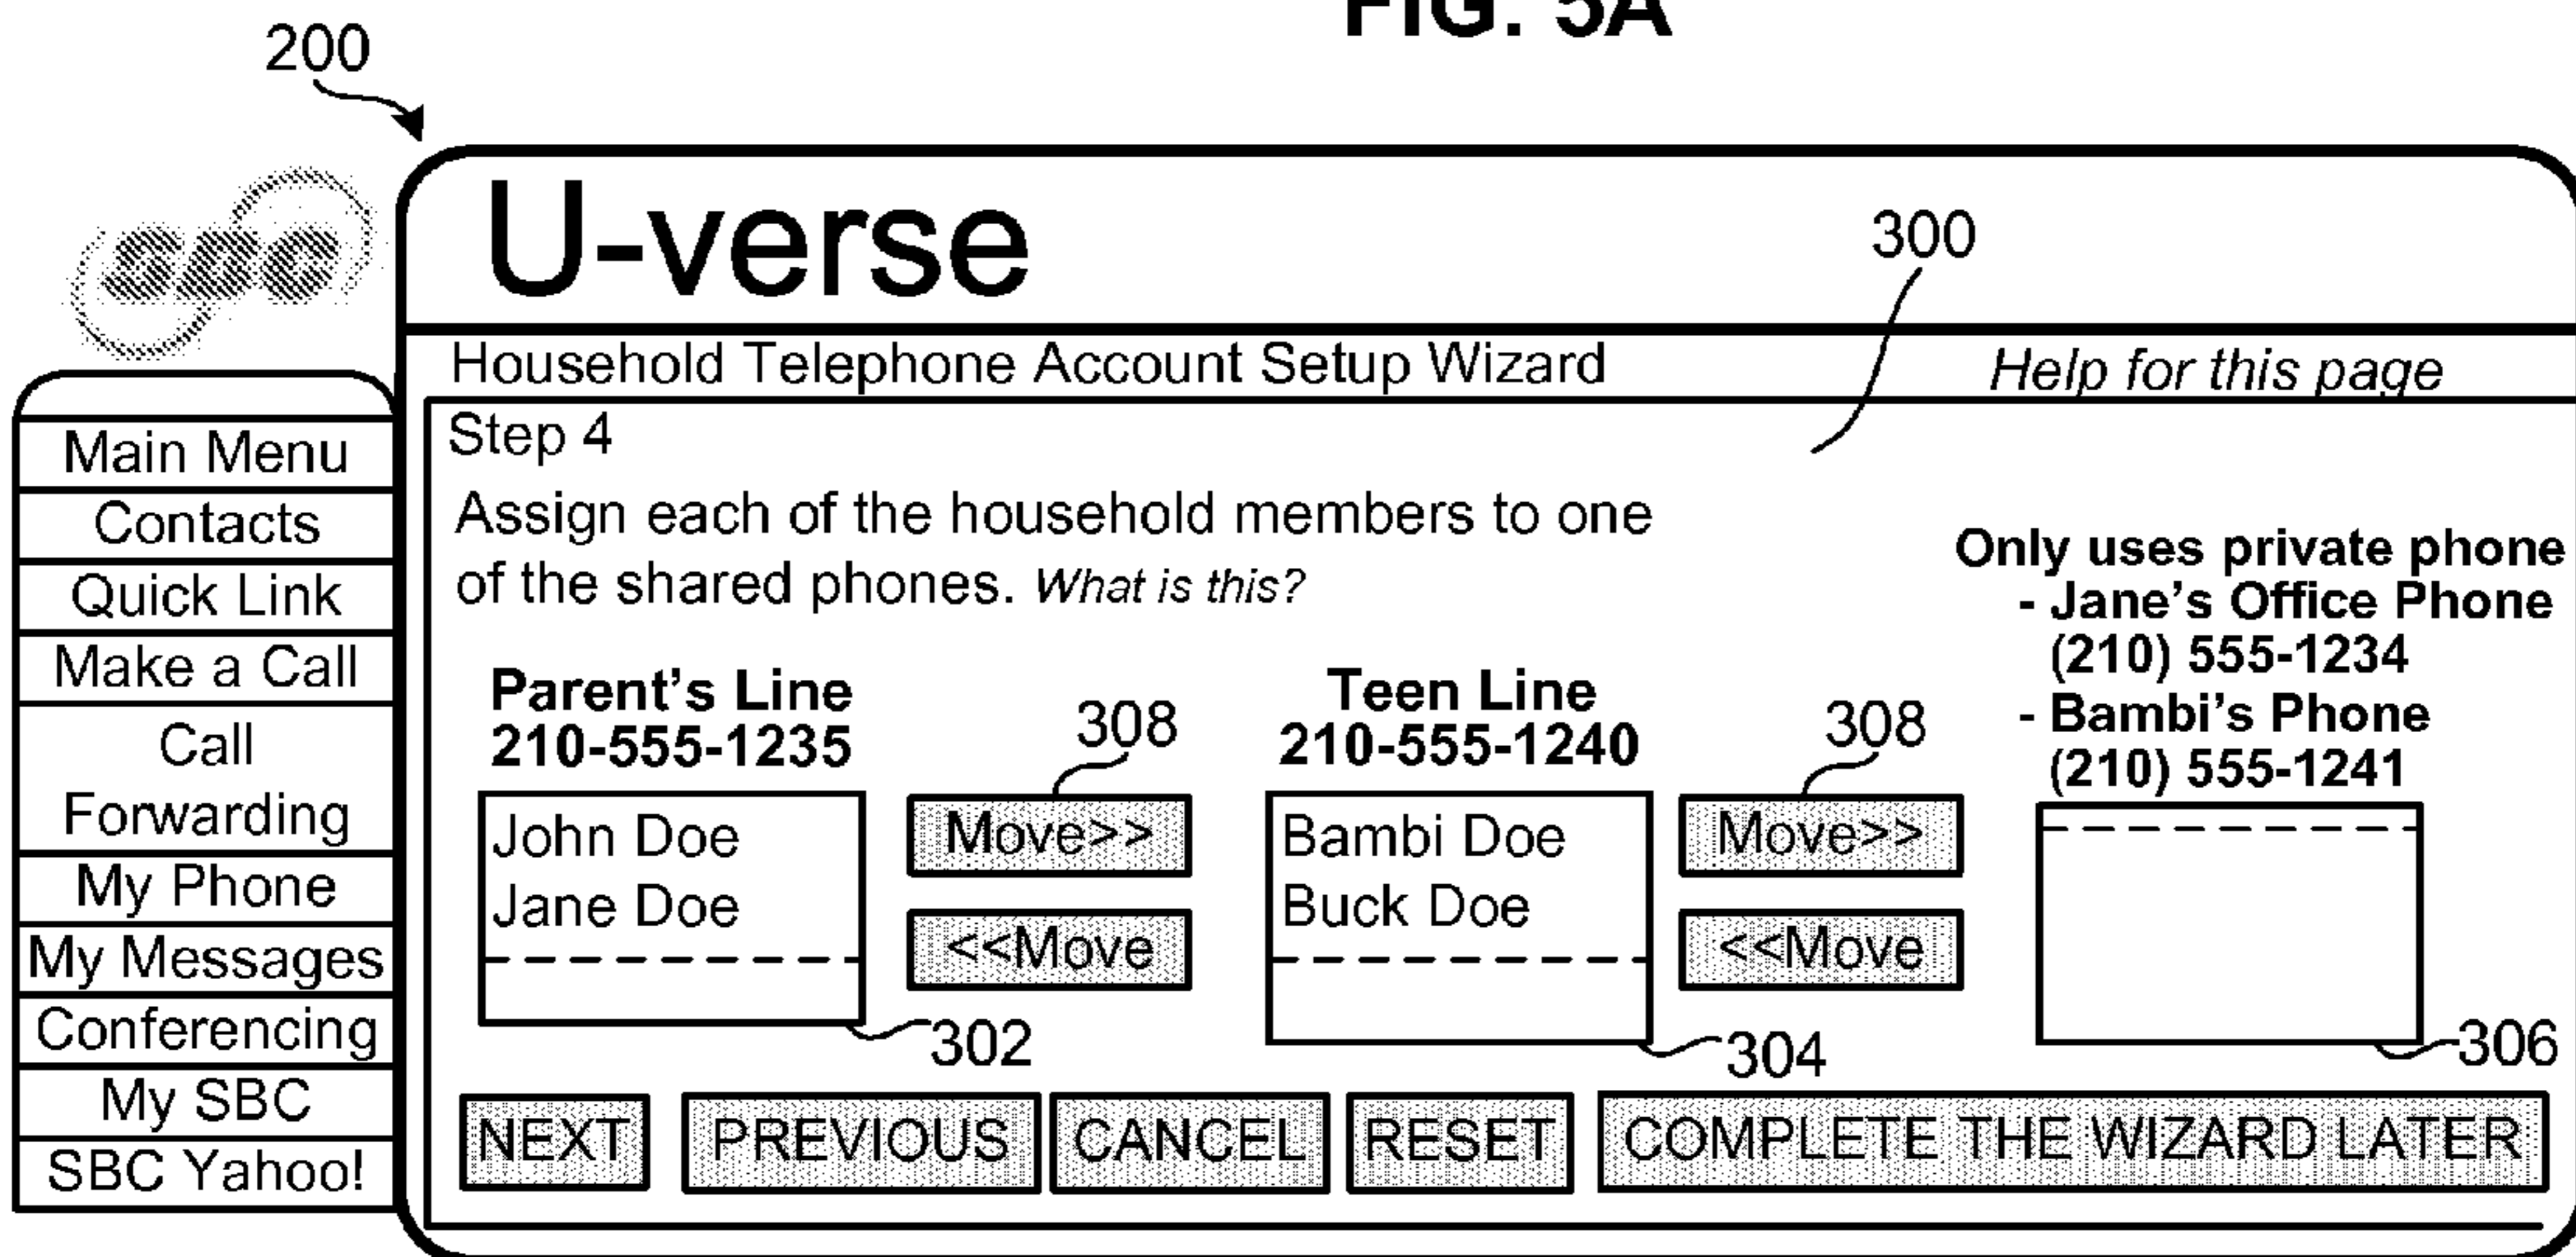 FIG. 5A
200
SBC
U-verse
300
Household Telephone Account Setup Wizard
Help for this page
Main Menu
Contacts
Quick Link
Make a Call
Call
Forwarding
My Phone
My Messages
Conferencing
My SBC
SBC Yahoo!
Step 4
Assign each of the household members to one
of the shared phones. What is this?
Only uses private phone
- Jane's Office Phone
(210) 555-1234
- Bambi's Phone
(210) 555-1241
Parent's Line
210-555-1235
308
Teen Line
210-555-1240
308
John Doe
Jane Doe
Move>>
<<Move
Bambi Doe
Buck Doe
Move>>
<<Move
302
304
306
NEXT
PREVIOUS
CANCEL
RESET
COMPLETE THE WIZARD LATER